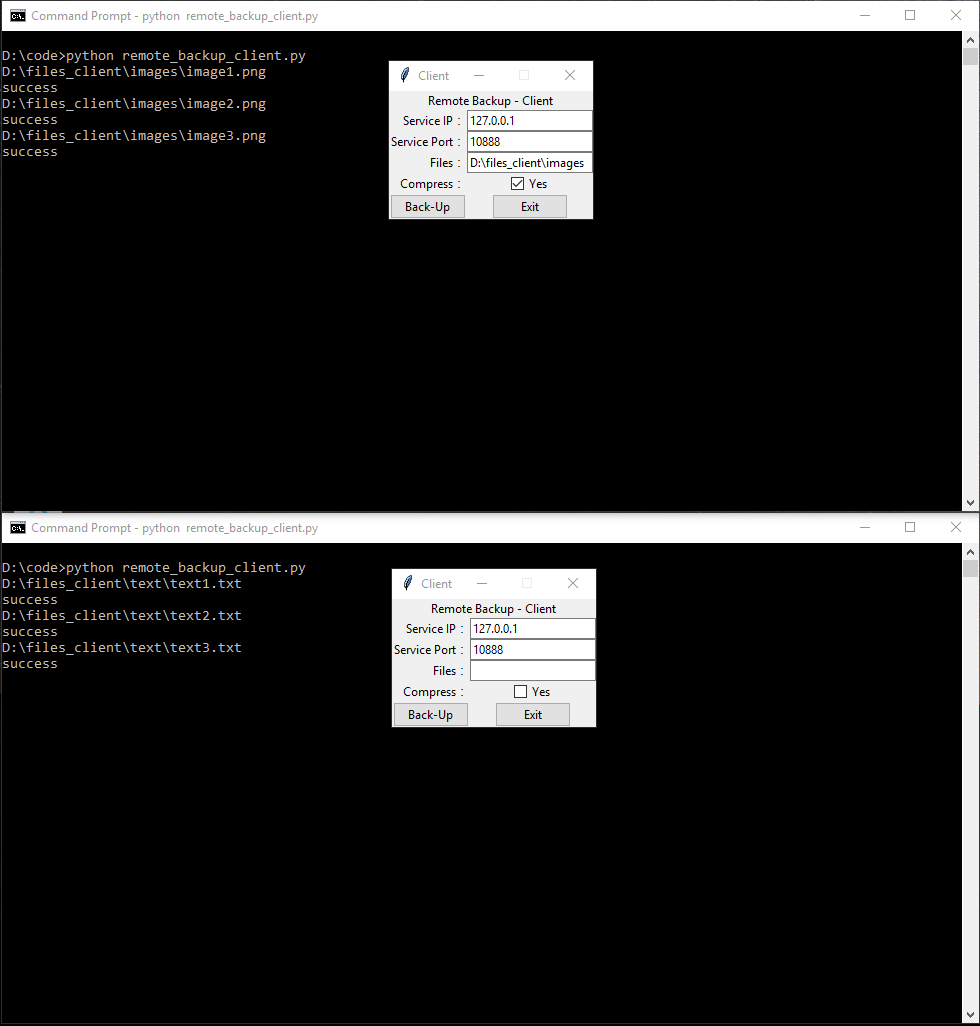 Command Prompt - python  remote_backup_client.py
D:\code>python remote_backup_client.py
D:\files_client\images\image1.png
success
D:\files_client\images\image2.png
success
D:\files_client\images\image3.png
success
Client
Remote Backup - Client
Service IP : 127.0.0.1
Service Port : 10888
Files : D:\files_client\images
Compress : Yes
Back-Up Exit
Command Prompt - python  remote_backup_client.py
D:\code>python remote_backup_client.py
D:\files_client\text\text1.txt
success
D:\files_client\text\text2.txt
success
D:\files_client\text\text3.txt
success
Client
Remote Backup - Client
Service IP : 127.0.0.1
Service Port : 10888
Files :
Compress : Yes
Back-Up Exit